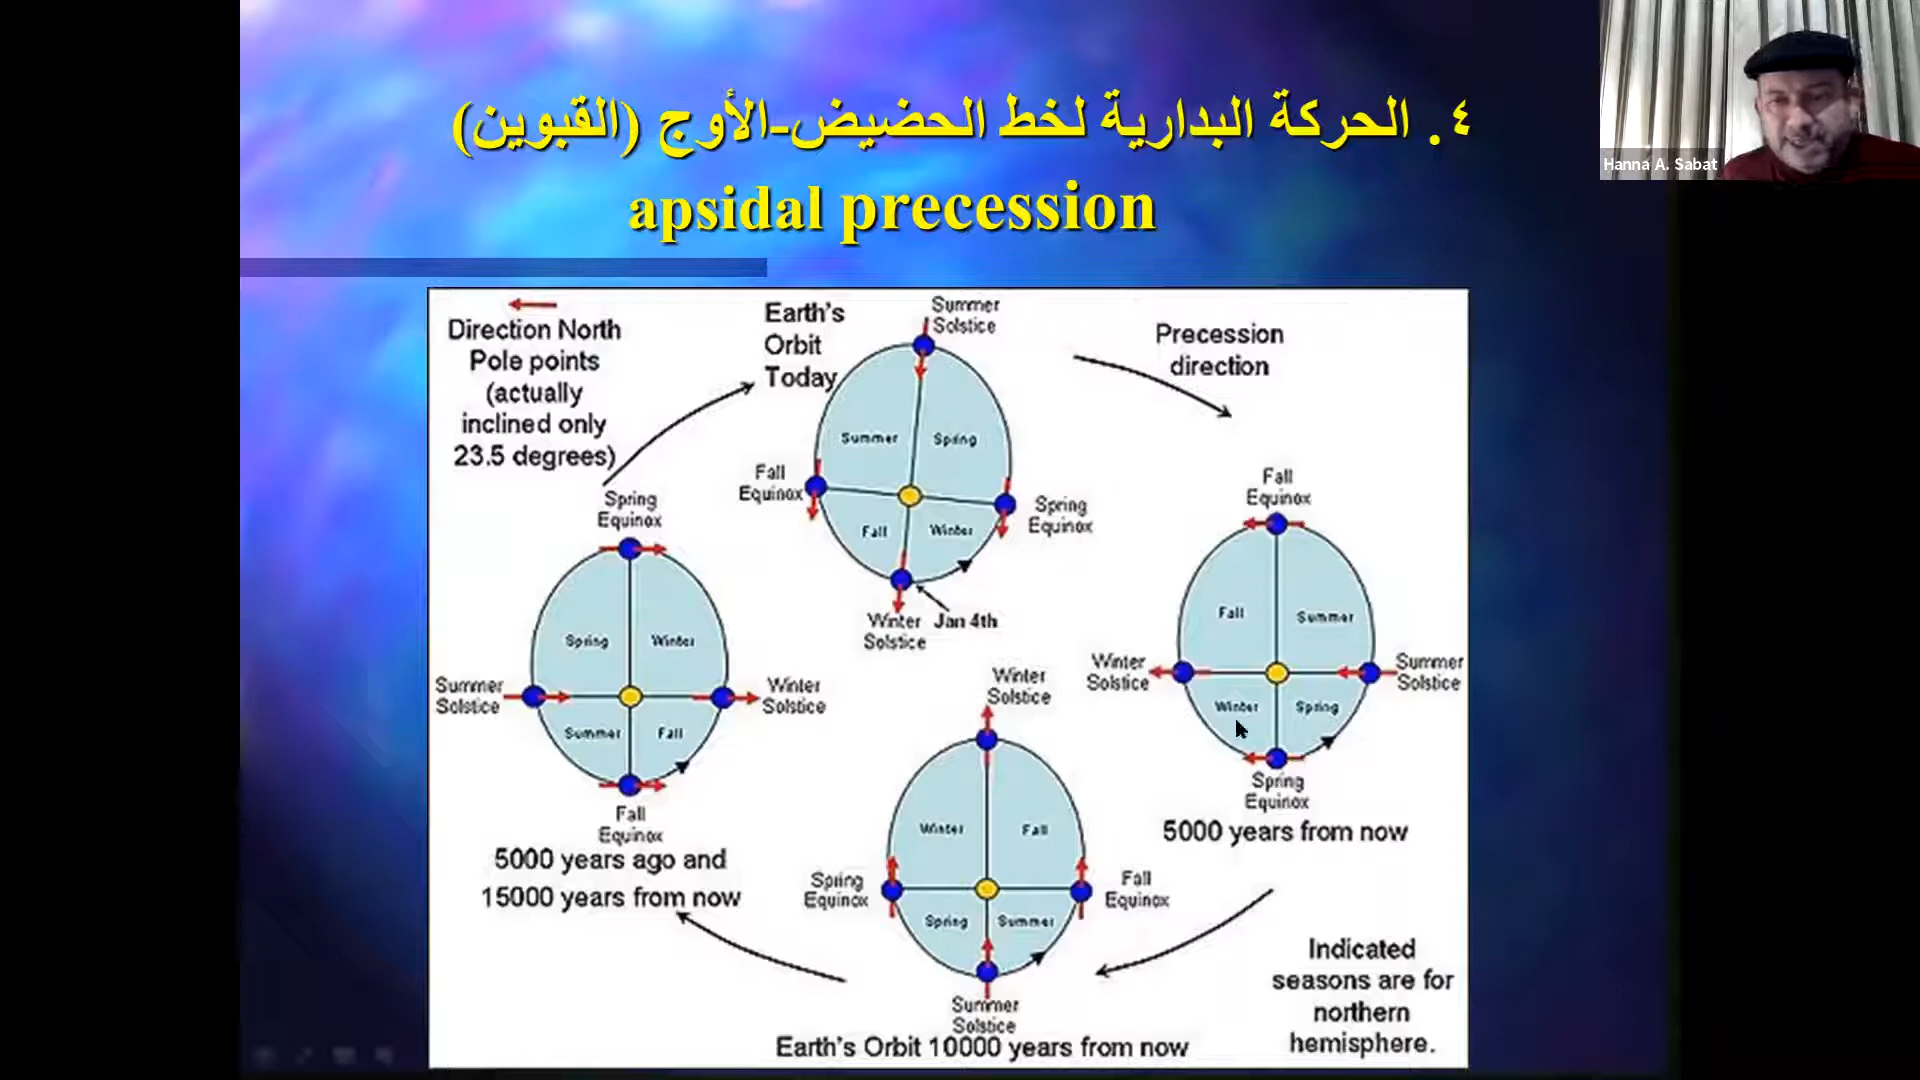 Hanna A. Sabat
٤. الحركة البدارية لخط الحضيض-الأوج (القبوين)
apsidal precession
Direction North
Pole points
(actually
inclined only
23.5 degrees)
Earth's
Orbit
Today
Summer
Solstice
Precession
direction
Summer
Spring
Fall
Equinox
Spring
Equinox
Fall
Winter
Winter
Solstice
Jan 4th
Spring
Equinox
Spring
Winter
Summer
Solstice
Winter
Solstice
Summer
Fall
Fall
Equinox
5000 years ago and
15000 years from now
Fall
Equinox
Fall
Summer
Winter
Solstice
Summer
Solstice
Winter
Spring
Spring
Equinox
5000 years from now
Winter
Solstice
Winter
Fall
Spring
Equinox
Fall
Equinox
Spring
Summer
Summer
Solstice
Earth's Orbit 10000 years from now
Indicated
seasons are for
northern
hemisphere.